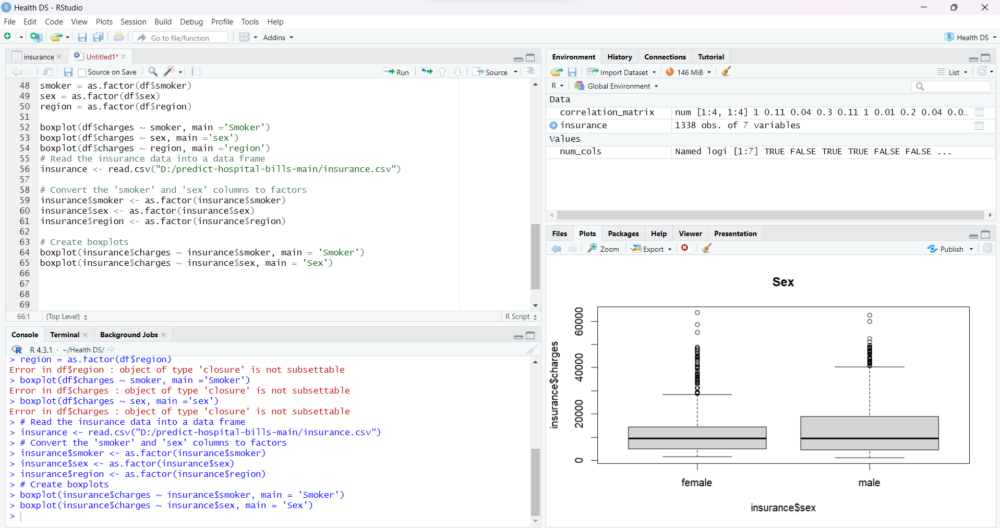 Health DS - RStudio
File Edit Code View Plots Session Build Debug Profile Tools Help
Go to file/function Addins Health DS
insurance Untitled1*
Source on Save Run Source
48 smoker = as.factor(df$smoker)
49 sex = as.factor(df$sex)
50 region = as.factor(df$region)
51
52 boxplot(df$charges ~ smoker, main ='Smoker')
53 boxplot(df$charges ~ sex, main ='sex')
54 boxplot(df$charges ~ region, main ='region')
55 # Read the insurance data into a data frame
56 insurance <- read.csv("D:/predict-hospital-bills-main/insurance.csv")
57
58 # Convert the 'smoker' and 'sex' columns to factors
59 insurance$smoker <- as.factor(insurance$smoker)
60 insurance$sex <- as.factor(insurance$sex)
61 insurance$region <- as.factor(insurance$region)
62
63 # Create boxplots
64 boxplot(insurance$charges ~ insurance$smoker, main = 'Smoker')
65 boxplot(insurance$charges ~ insurance$sex, main = 'Sex')
66
67
68
69
66:1 (Top Level) R Script
Console Terminal Background Jobs
R 4.3.1 · ~/Health DS/
> region = as.factor(df$region)
Error in df$region : object of type 'closure' is not subsettable
> boxplot(df$charges ~ smoker, main ='Smoker')
Error in df$charges : object of type 'closure' is not subsettable
> boxplot(df$charges ~ sex, main ='sex')
Error in df$charges : object of type 'closure' is not subsettable
> # Read the insurance data into a data frame
> insurance <- read.csv("D:/predict-hospital-bills-main/insurance.csv")
> # Convert the 'smoker' and 'sex' columns to factors
> insurance$smoker <- as.factor(insurance$smoker)
> insurance$sex <- as.factor(insurance$sex)
> insurance$region <- as.factor(insurance$region)
> # Create boxplots
> boxplot(insurance$charges ~ insurance$smoker, main = 'Smoker')
> boxplot(insurance$charges ~ insurance$sex, main = 'Sex')
>
Environment History Connections Tutorial
Import Dataset 146 MiB List
R Global Environment
Data
correlation_matrix num [1:4, 1:4] 1 0.11 0.04 0.3 0.11 1 0.01 0.2 0.04 0.0...
insurance 1338 obs. of 7 variables
Values
num_cols Named logi [1:7] TRUE FALSE TRUE TRUE FALSE FALSE ...
Files Plots Packages Help Viewer Presentation
Zoom Export Publish
Sex
insurance$charges
60000
40000
20000
0
female male
insurance$sex